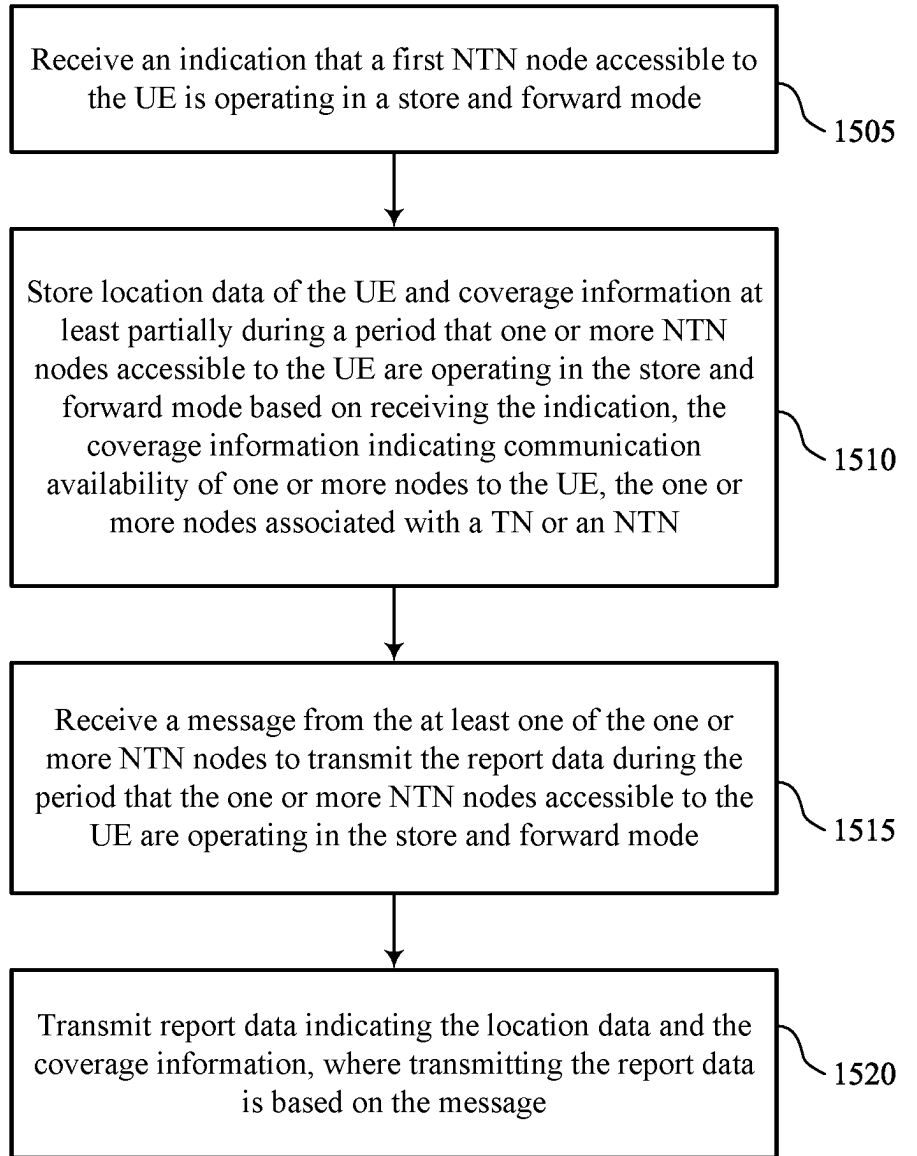 Receive an indication that a first NTN node accessible to
the UE is operating in a store and forward mode
1505
Store location data of the UE and coverage information at
least partially during a period that one or more NTN
nodes accessible to the UE are operating in the store and
forward mode based on receiving the indication, the
coverage information indicating communication
availability of one or more nodes to the UE, the one or
more nodes associated with a TN or an NTN
1510
Receive a message from the at least one of the one or
more NTN nodes to transmit the report data during the
period that the one or more NTN nodes accessible to the
UE are operating in the store and forward mode
1515
Transmit report data indicating the location data and the
coverage information, where transmitting the report data
is based on the message
1520